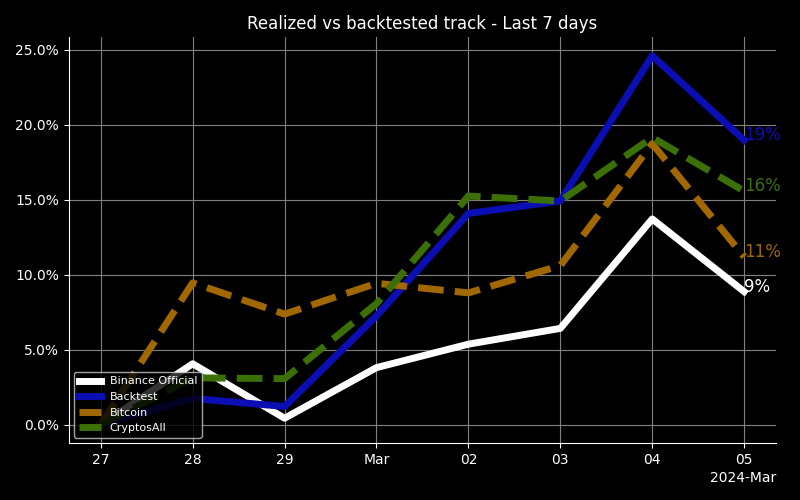 Realized vs backtested track - Last 7 days
25.0%
20.0%
15.0%
10.0%
5.0%
0.0%
19%
16%
11%
9%
Binance Official
Backtest
Bitcoin
CryptosAll
27 28 29 Mar 02 03 04 05
2024-Mar